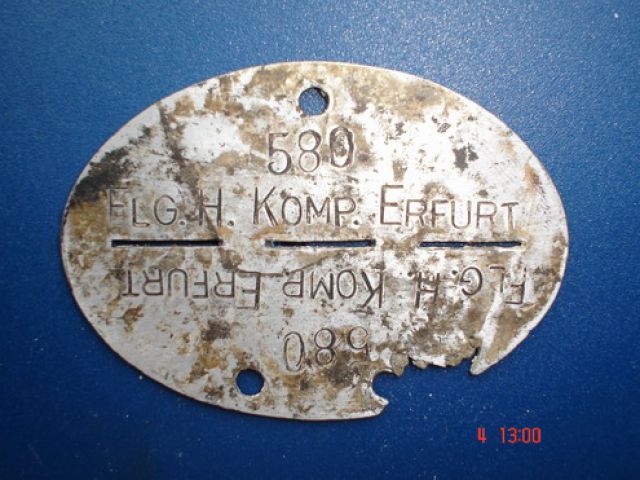 580
FLG. H. KOMP. ERFURT
FLG. H. KOMP. ERFURT
580
4 13:00